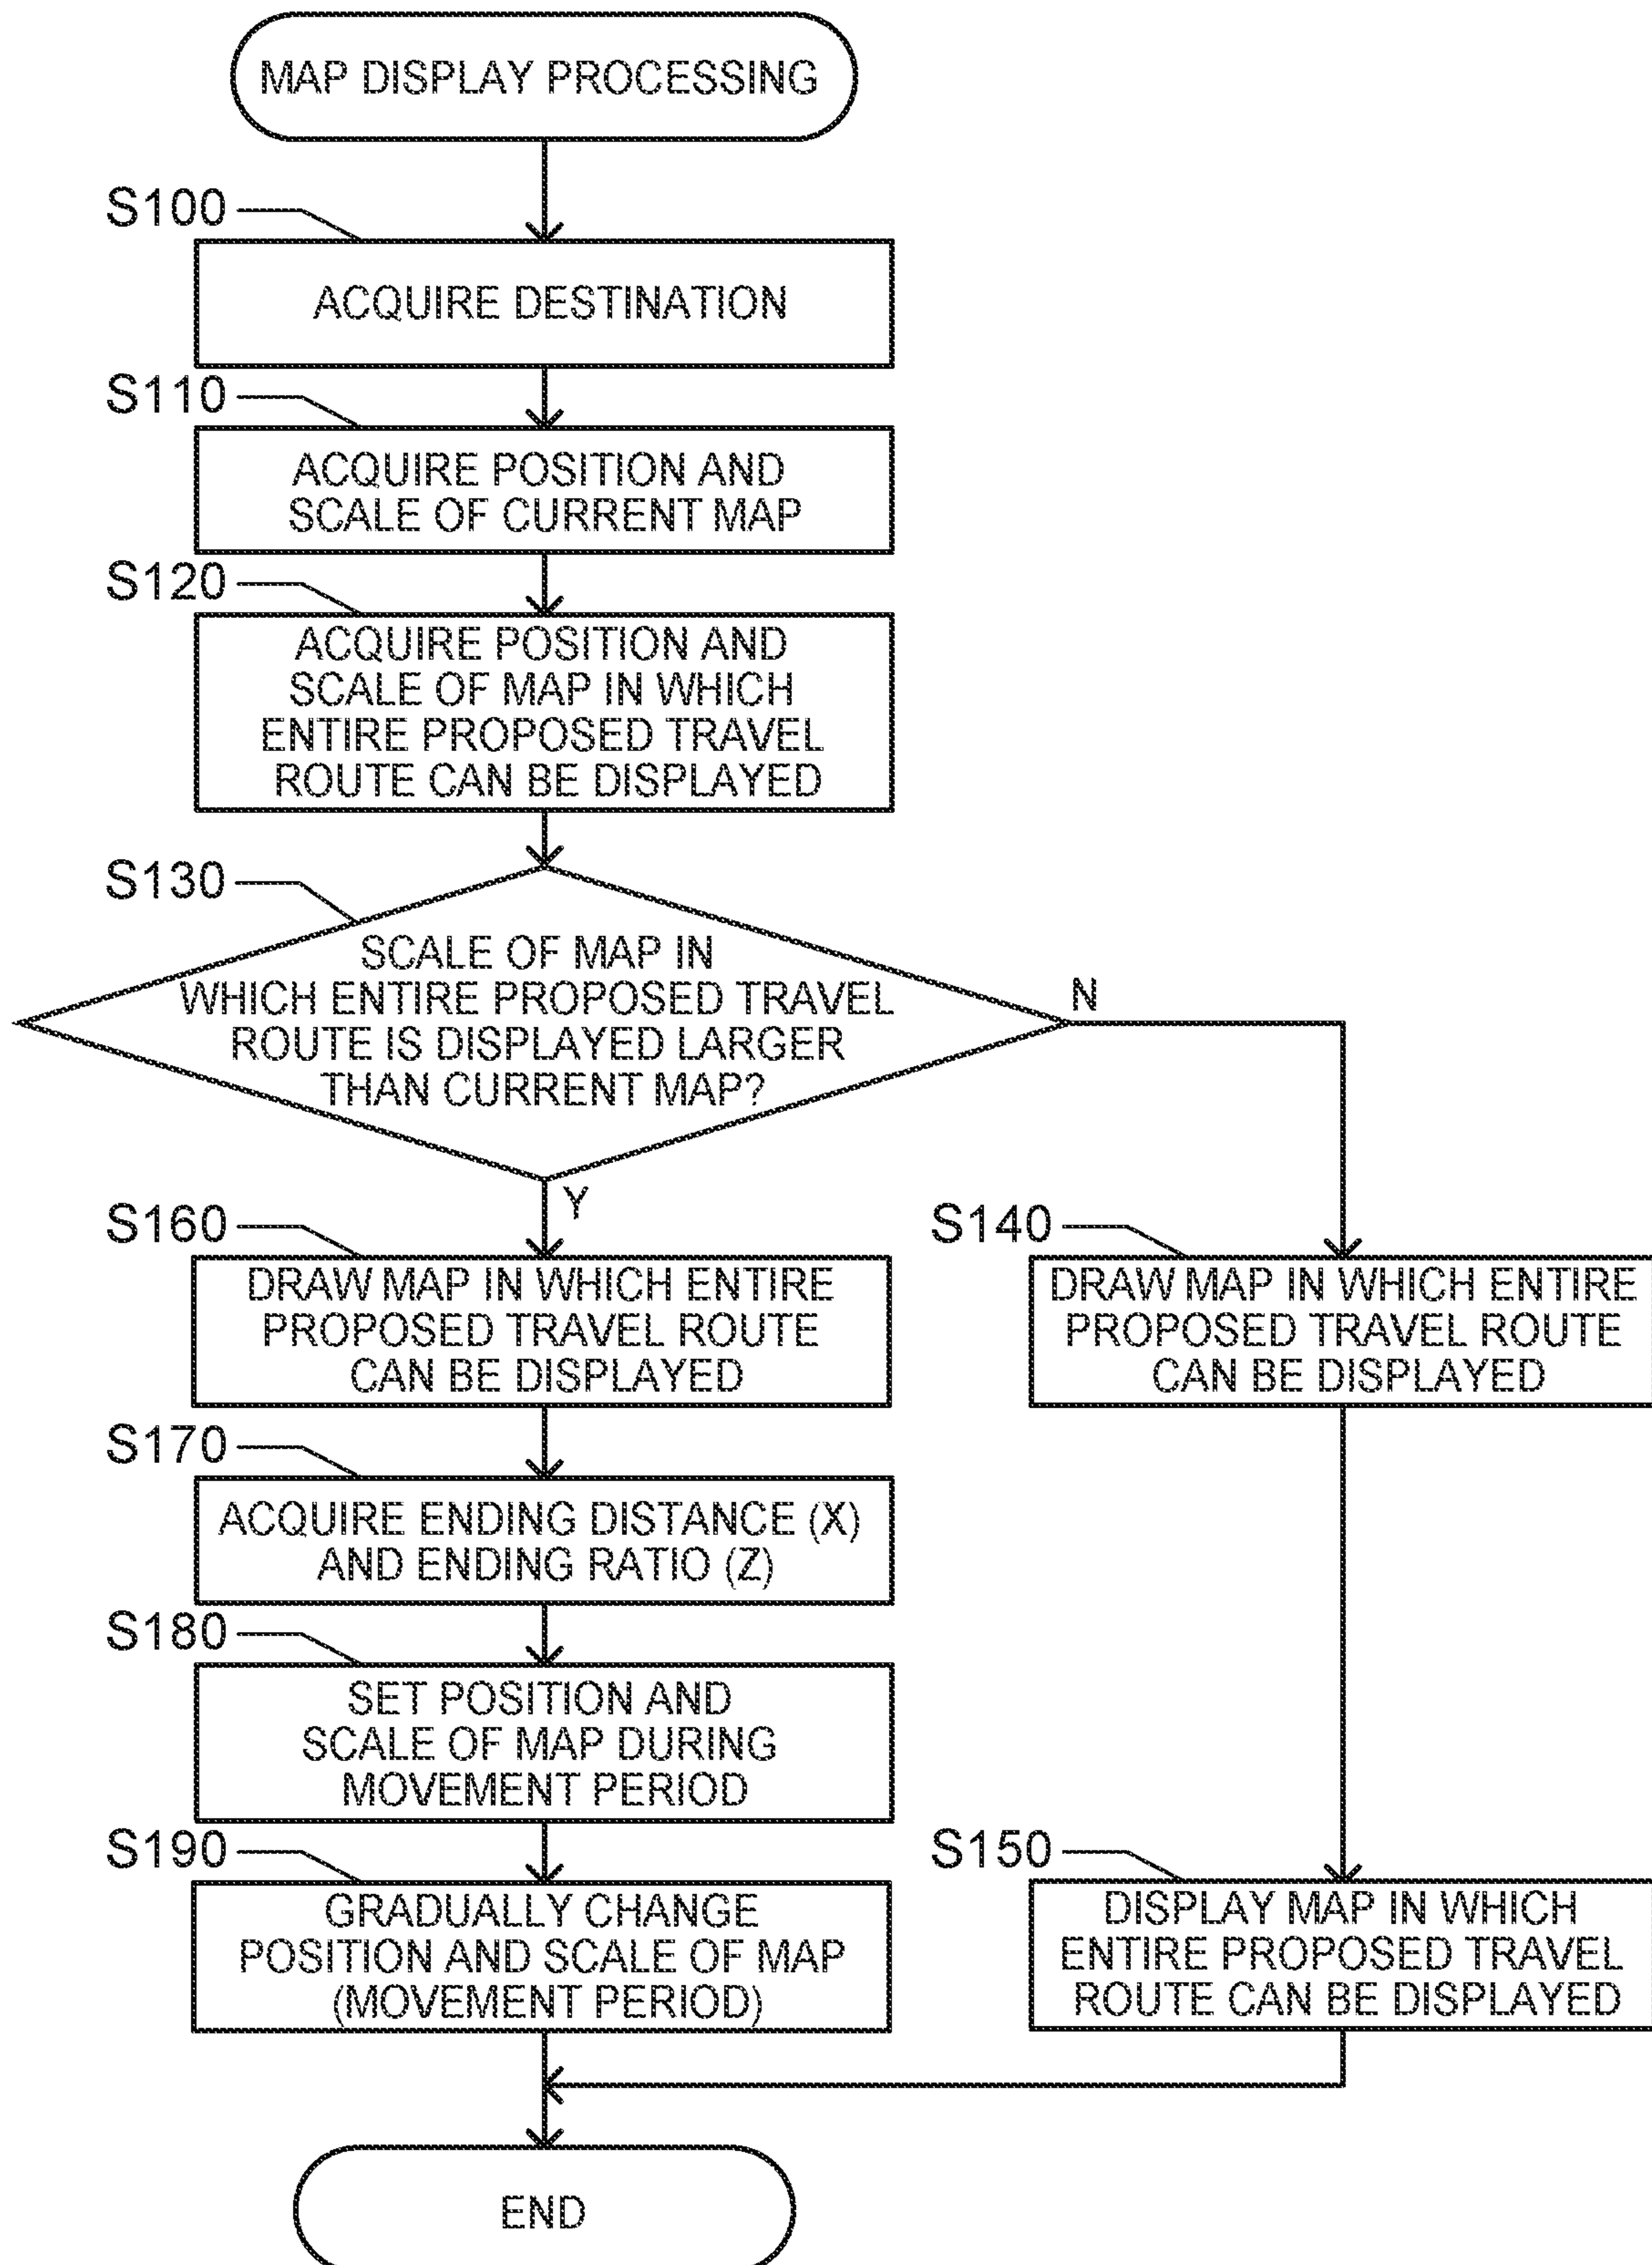 MAP DISPLAY PROCESSING
S100
ACQUIRE DESTINATION
S110
ACQUIRE POSITION AND
SCALE OF CURRENT MAP
S120
ACQUIRE POSITION AND
SCALE OF MAP IN WHICH
ENTIRE PROPOSED TRAVEL
ROUTE CAN BE DISPLAYED
S130
SCALE OF MAP IN
WHICH ENTIRE PROPOSED TRAVEL
ROUTE IS DISPLAYED LARGER
THAN CURRENT MAP?
N
Y
S160
DRAW MAP IN WHICH ENTIRE
PROPOSED TRAVEL ROUTE
CAN BE DISPLAYED
S140
DRAW MAP IN WHICH ENTIRE
PROPOSED TRAVEL ROUTE
CAN BE DISPLAYED
S170
ACQUIRE ENDING DISTANCE (X)
AND ENDING RATIO (Z)
S180
SET POSITION AND
SCALE OF MAP DURING
MOVEMENT PERIOD
S190
GRADUALLY CHANGE
POSITION AND SCALE OF MAP
(MOVEMENT PERIOD)
S150
DISPLAY MAP IN WHICH
ENTIRE PROPOSED TRAVEL
ROUTE CAN BE DISPLAYED
END